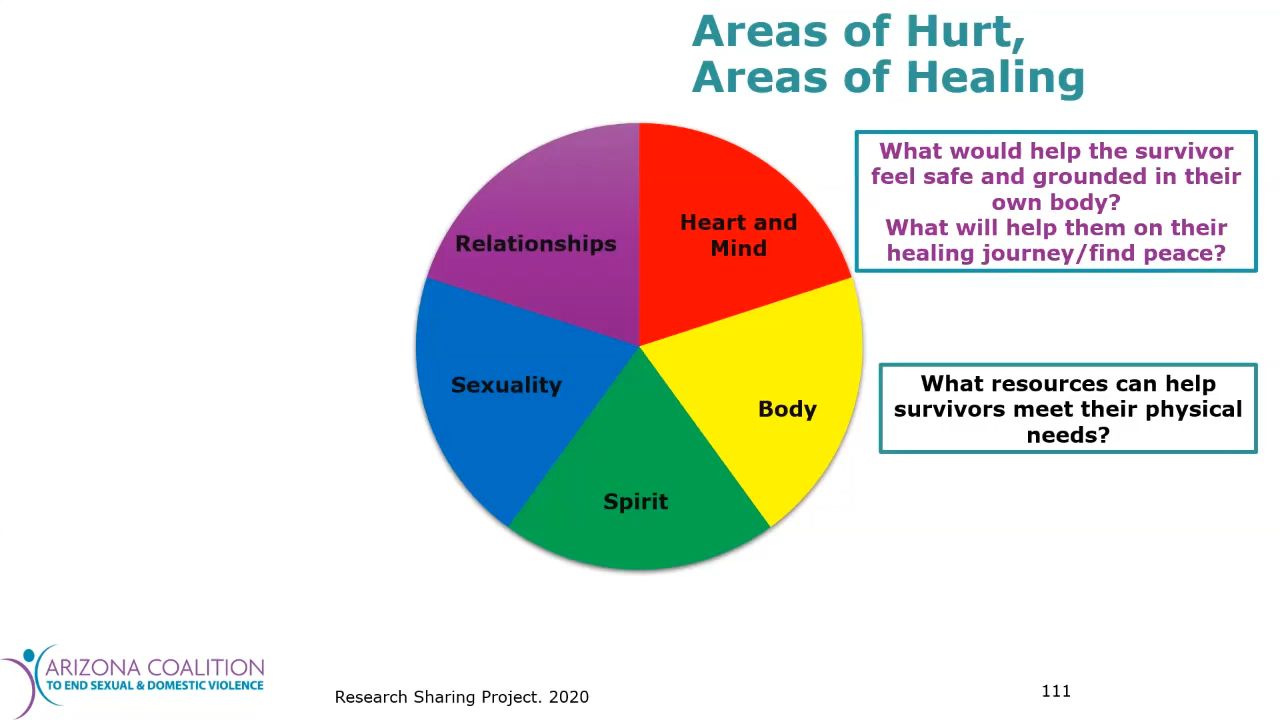 Areas of Hurt,
Areas of Healing
What would help the survivor
feel safe and grounded in their
own body?
What will help them on their
healing journey/find peace?
Heart and
Mind
Relationships
What resources can help
survivors meet their physical
needs?
Sexuality
Body
Spirit
ARIZONA COALITION
TO END SEXUAL & DOMESTIC VIOLENCE
Research Sharing Project. 2020
111